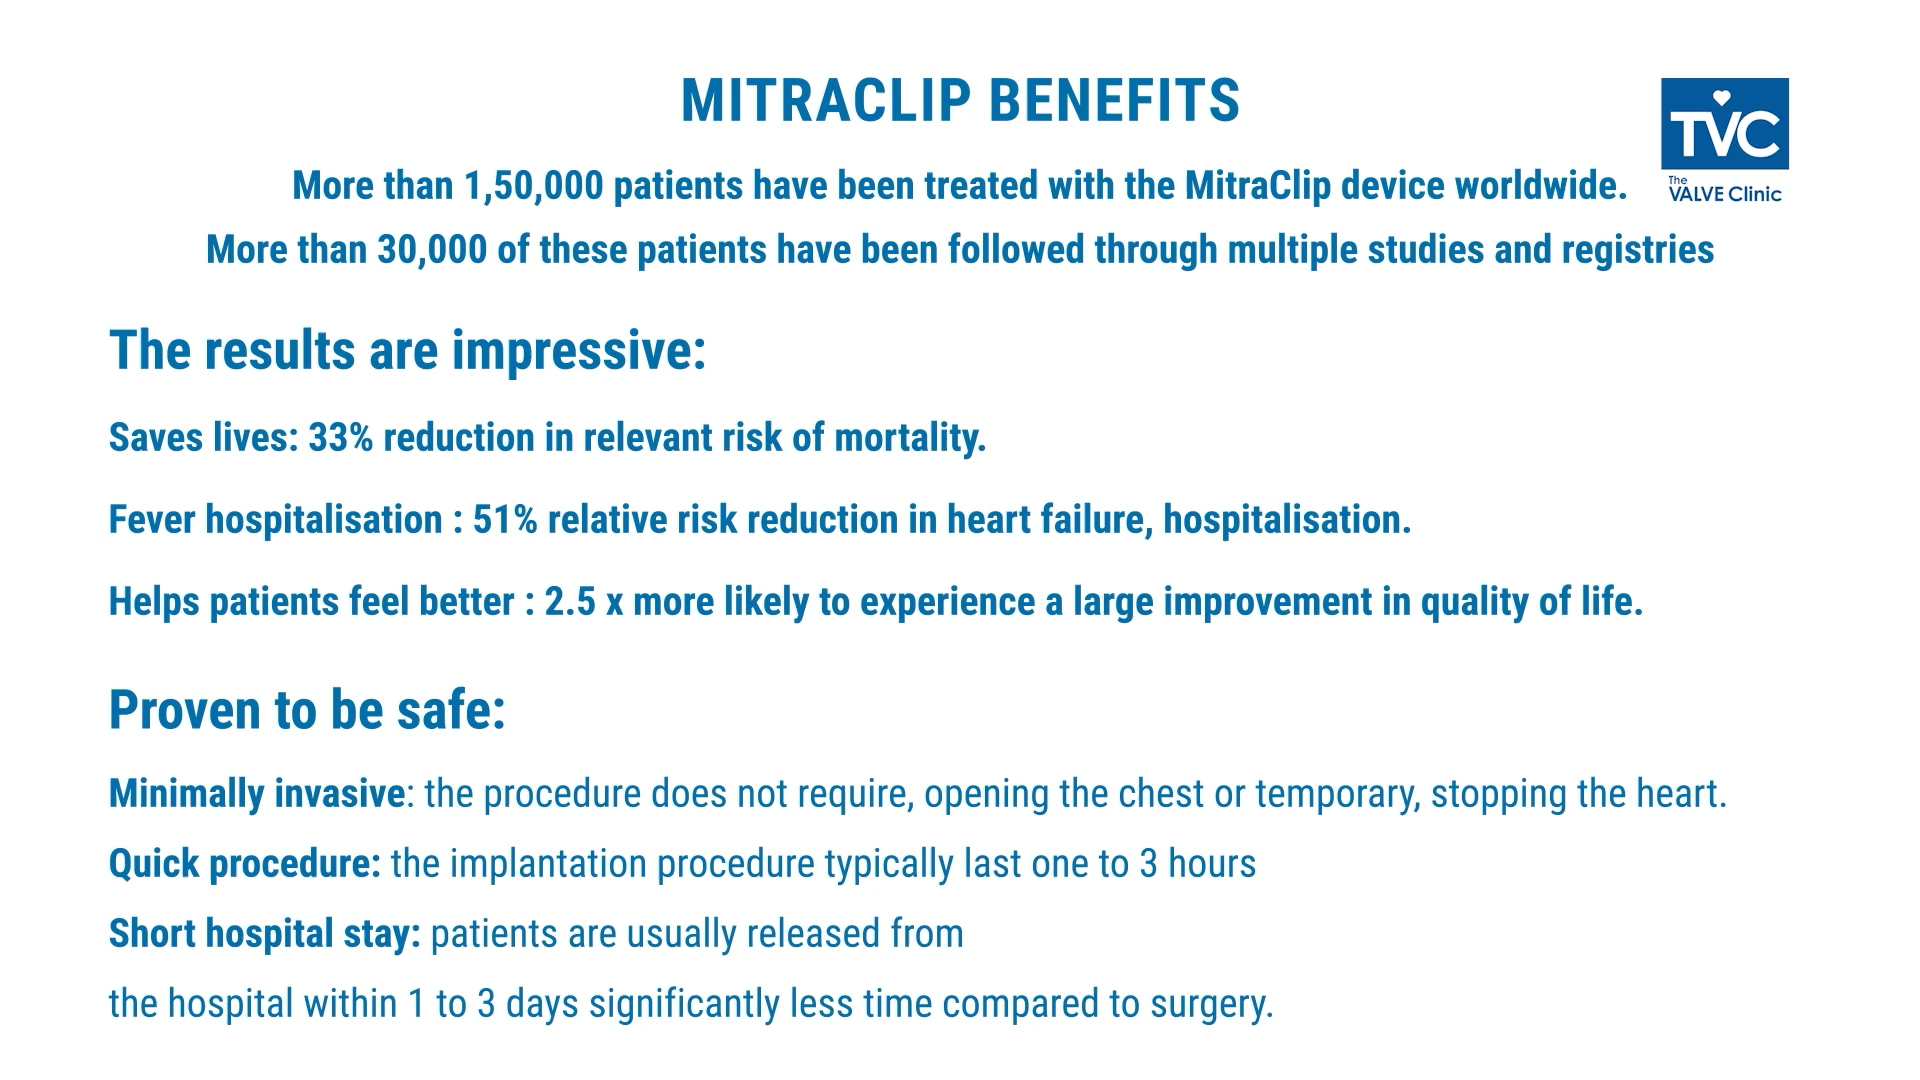 MITRACLIP BENEFITS
TVC
The
VALVE Clinic
More than 1,50,000 patients have been treated with the MitraClip device worldwide.
More than 30,000 of these patients have been followed through multiple studies and registries
The results are impressive:
Saves lives: 33% reduction in relevant risk of mortality.
Fever hospitalisation : 51% relative risk reduction in heart failure, hospitalisation.
Helps patients feel better : 2.5 x more likely to experience a large improvement in quality of life.
Proven to be safe:
Minimally invasive: the procedure does not require, opening the chest or temporary, stopping the heart.
Quick procedure: the implantation procedure typically last one to 3 hours
Short hospital stay: patients are usually released from
the hospital within 1 to 3 days significantly less time compared to surgery.